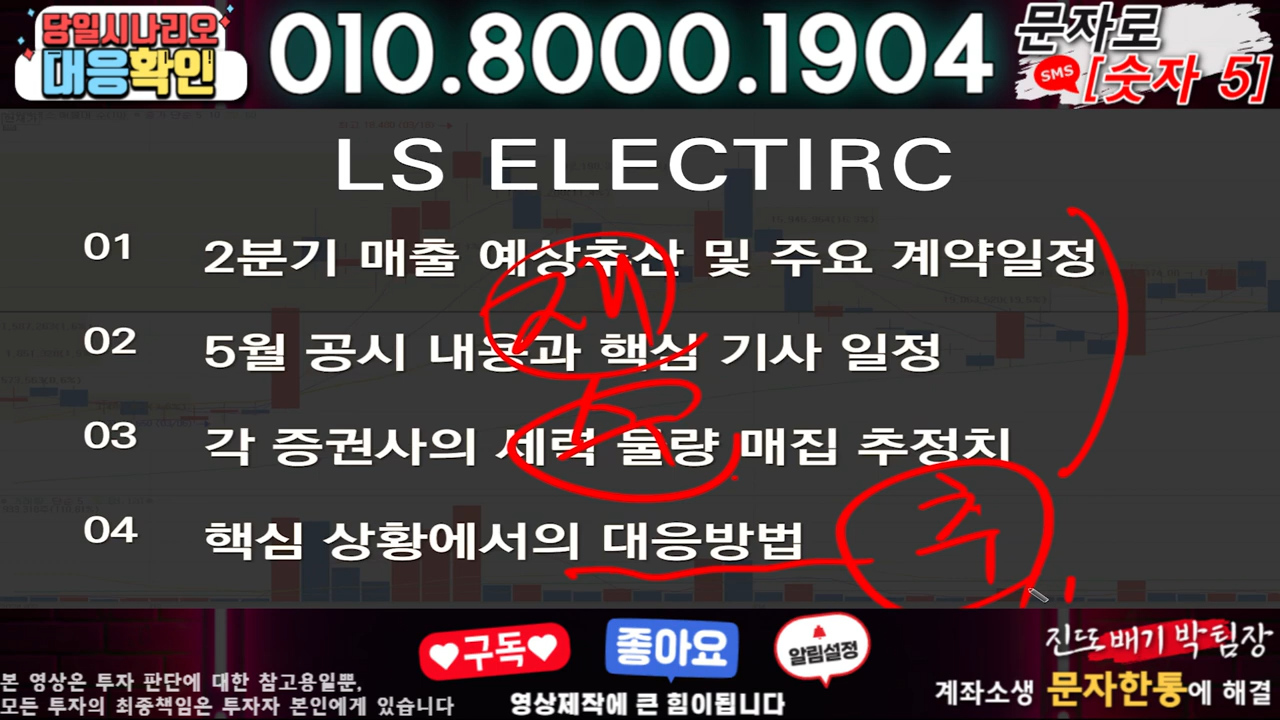 당일시나리오
대응확인
010.8000.1904
문자로
SMS [숫자 5]
LS ELECTIRC
01 2분기 매출 예상추산 및 주요 계약일정
02 5월 공시 내용과 핵심 기사 일정
03 각 증권사의 세력 물량 매집 추정치
04 핵심 상황에서의 대응방법
구독
좋아요
알림설정
영상제작에 큰 힘이됩니다
본 영상은 투자 판단에 대한 참고용일뿐,
모든 투자의 최종책임은 투자자 본인에게 있습니다
진또배기 박팀장
계좌소생 문자한통에 해결